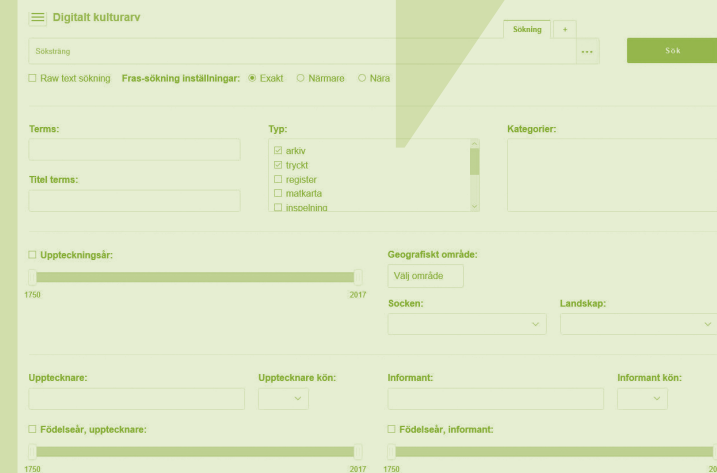 Digitalt kulturarv
Sökning +
Söksträng
Sök
Raw text sökning Fras-sökning inställningar: Exakt Närmare Nära
Terms: Typ: Kategorier:
arkiv
tryckt
Titel terms: register
matkarta
inspelning
Uppteckningsår: Geografiskt område:
Välj område
1750 2017
Socken: Landskap:
Upptecknare: Upptecknare kön: Informant: Informant kön:
Födelseår, upptecknare: Födelseår, informant:
1750 2017 1750